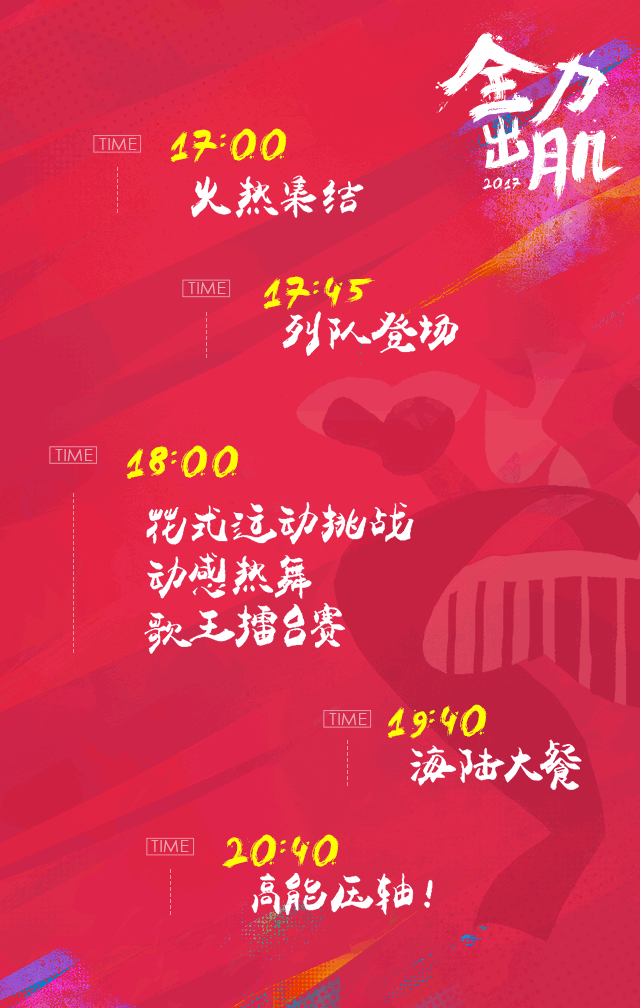 全力
出肌
2017
TIME
17:00
火热集结
TIME
17:45
列队登场
TIME
18:00
花式运动挑战
动感热舞
歌王擂台赛
TIME
19:40
海陆大餐
TIME
20:40
高能压轴！